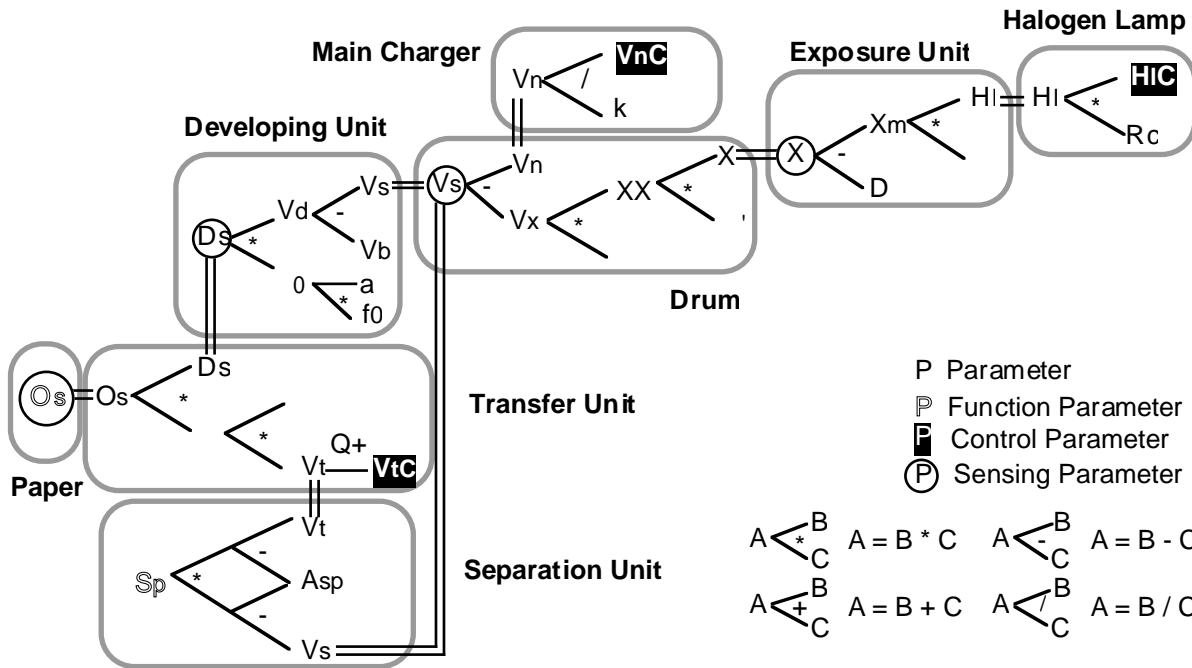 Halogen Lamp
Main Charger
Exposure Unit
VnC
Vn / k
HlC
Hl Hl *
Rc
Xm *
Developing Unit
Vn
X X -
D
Vs Vs -
XX *
Vx *
Vd -
Vb
Ds *
0 a
* f0
Drum
Ds
Os Os *
*
Transfer Unit
Q+
Vt VtC
Paper
P Parameter
P Function Parameter
P Control Parameter
P Sensing Parameter
Vt
-
Sp * Asp
-
Vs
Separation Unit
A * B C A = B * C A - B C A = B - C
A + B C A = B + C A / B C A = B / C